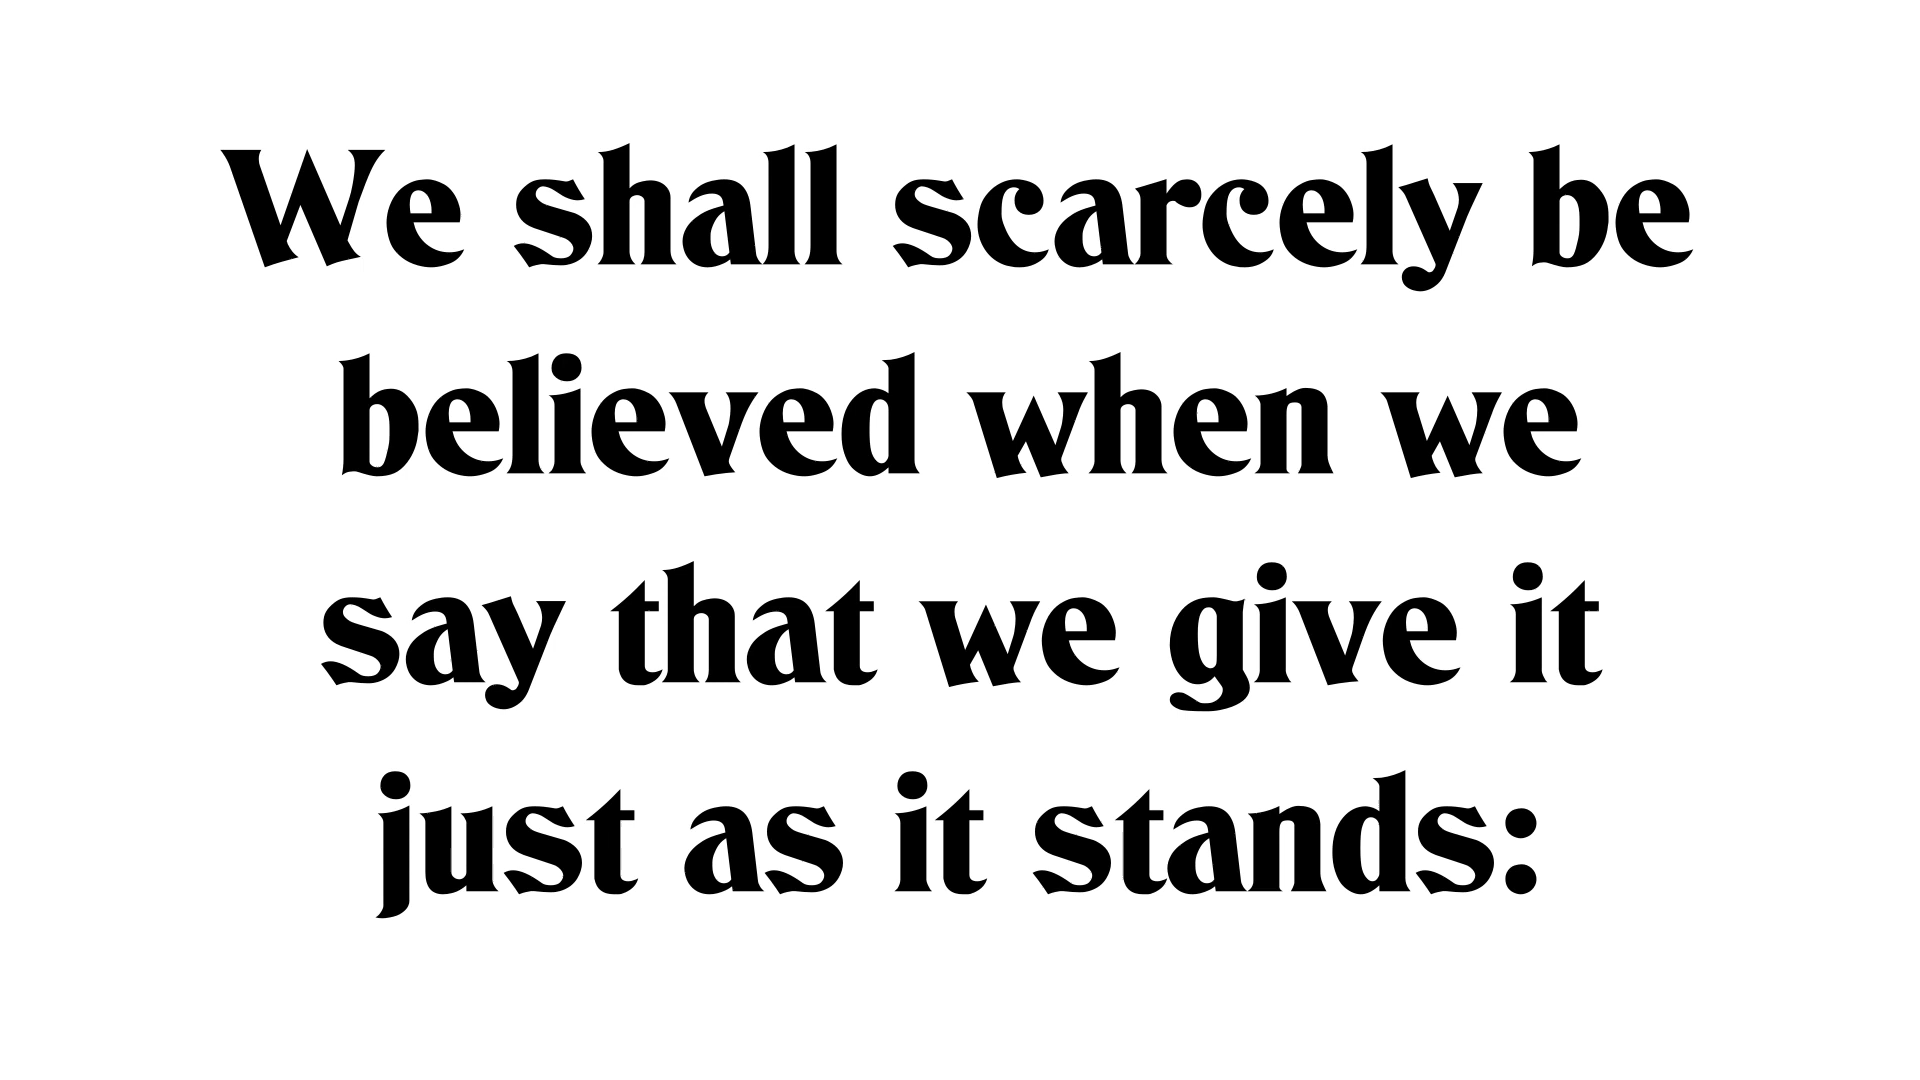 We shall scarcely be
believed when we
say that we give it
just as it stands: